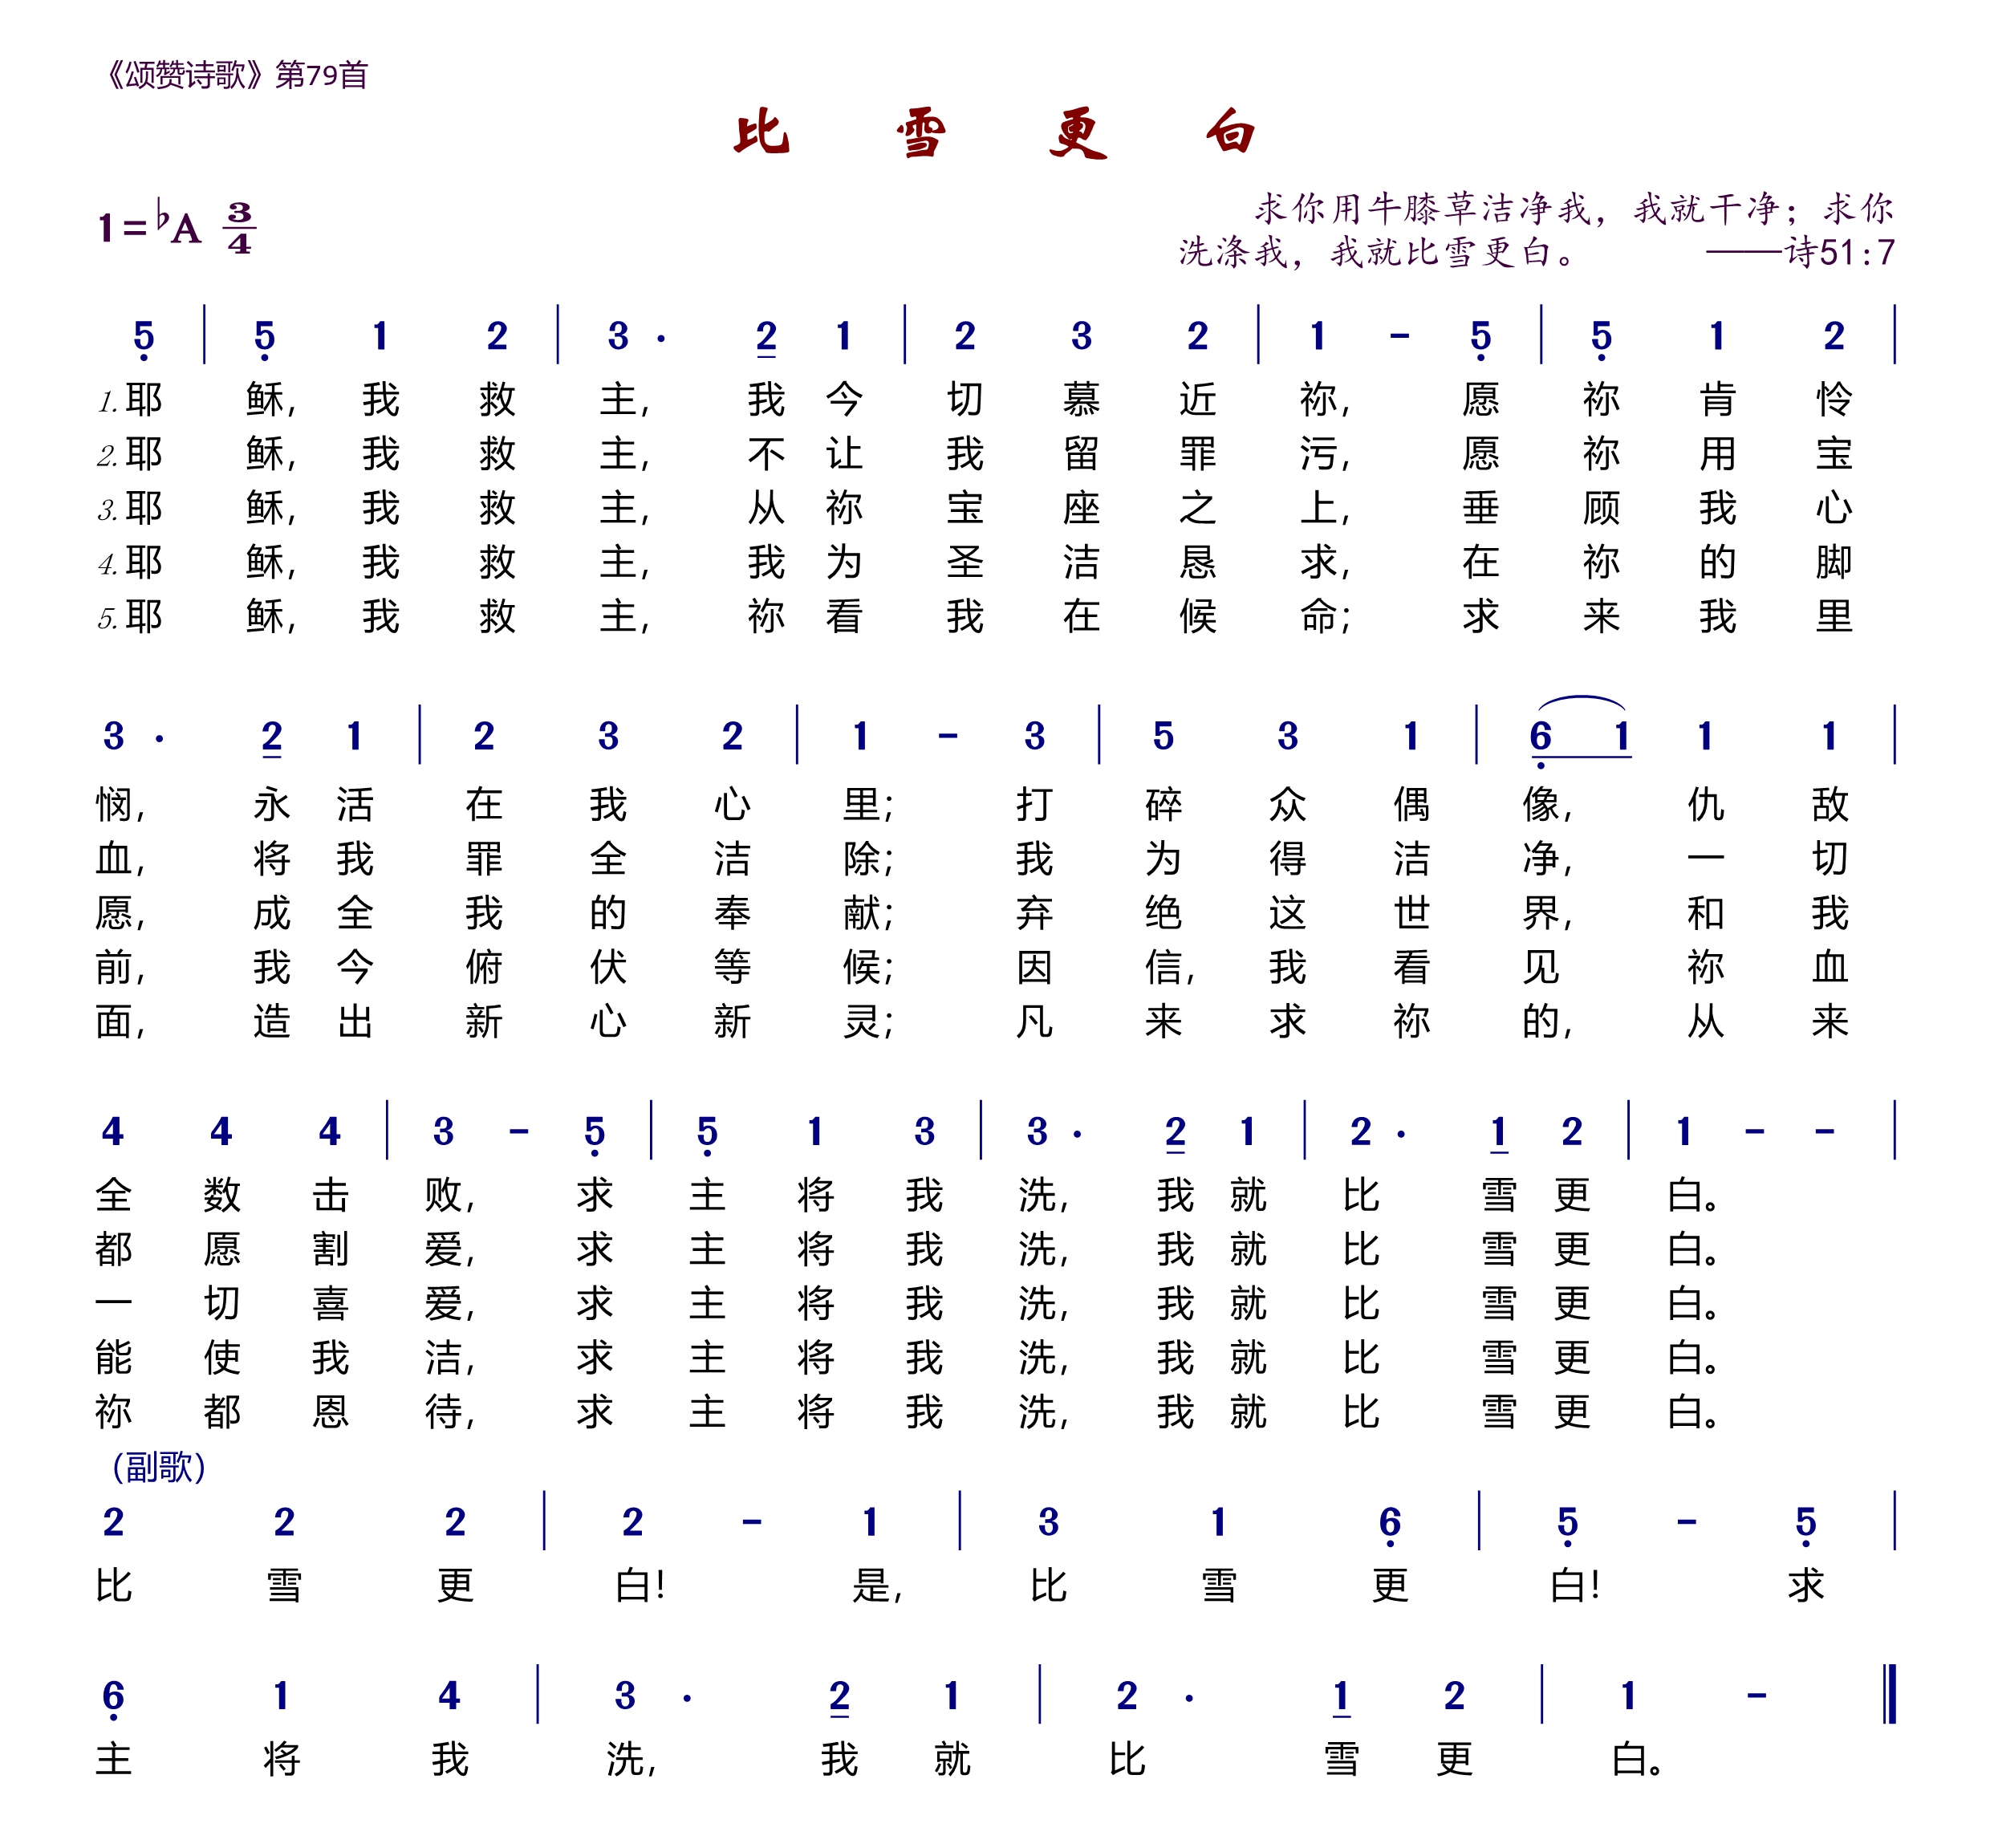 《颂赞诗歌》第79首
比 雪 更 白
1=♭A 3/4
求你用牛膝草洁净我，我就干净；求你
洗涤我，我就比雪更白。 ——诗51:7
5̣ | 5̣ 1 2 | 3 · 2̲ 1 | 2 3 2 | 1 - 5̣ | 5̣ 1 2 |
1.耶 稣, 我 救 主, 我 今 切 慕 近 祢, 愿 祢 肯 怜
2.耶 稣, 我 救 主, 不 让 我 留 罪 污, 愿 祢 用 宝
3.耶 稣, 我 救 主, 从 祢 宝 座 之 上, 垂 顾 我 心
4.耶 稣, 我 救 主, 我 为 圣 洁 恳 求, 在 祢 的 脚
5.耶 稣, 我 救 主, 祢 看 我 在 候 命; 求 来 我 里
3 · 2̲ 1 | 2 3 2 | 1 - 3 | 5 3 1 | 6̲̣ 1̲ 1 1 |
悯, 永 活 在 我 心 里; 打 碎 众 偶 像, 仇 敌
血, 将 我 罪 全 洁 除; 我 为 得 洁 净, 一 切
愿, 成 全 我 的 奉 献; 弃 绝 这 世 界, 和 我
前, 我 今 俯 伏 等 候; 因 信, 我 看 见 祢 血
面, 造 出 新 心 新 灵; 凡 来 求 祢 的, 从 来
4 4 4 | 3 - 5̣ | 5̣ 1 3 | 3 · 2̲ 1 | 2 · 1̲ 2 | 1 - - |
全 数 击 败, 求 主 将 我 洗, 我 就 比 雪 更 白。
都 愿 割 爱, 求 主 将 我 洗, 我 就 比 雪 更 白。
一 切 喜 爱, 求 主 将 我 洗, 我 就 比 雪 更 白。
能 使 我 洁, 求 主 将 我 洗, 我 就 比 雪 更 白。
祢 都 恩 待, 求 主 将 我 洗, 我 就 比 雪 更 白。
（副歌）
2 2 2 | 2 - 1 | 3 1 6̣ | 5̣ - 5̣ |
比 雪 更 白! 是, 比 雪 更 白! 求
6̣ 1 4 | 3 · 2̲ 1 | 2 · 1̲ 2 | 1 - ‖
主 将 我 洗, 我 就 比 雪 更 白。